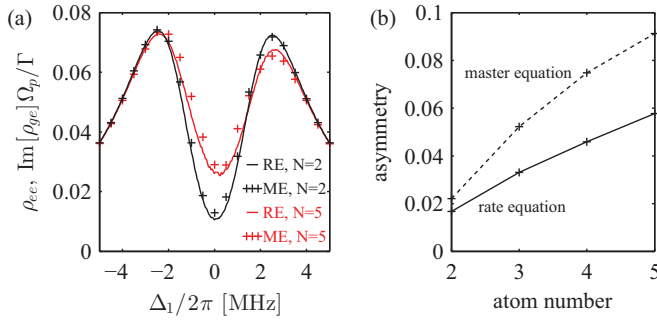 (a)
0.08
0.06
0.04
0.02
0
ρee, Im [ρge]Ωp/Γ
— RE, N=2
+++ ME, N=2
— RE, N=5
+++ ME, N=5
−4 −2 0 2 4
Δ1/2π [MHz]
(b)
0.1
0.08
0.06
0.04
0.02
0
asymmetry
master equation
rate equation
2 3 4 5
atom number